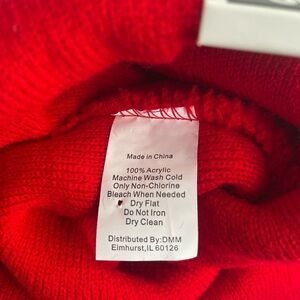 Made in China
100% Acrylic
Machine Wash Cold
Only Non-Chlorine
Bleach When Needed
Dry Flat
Do Not Iron
Dry Clean
Distributed By:DMM
Elmhurst,IL 60126